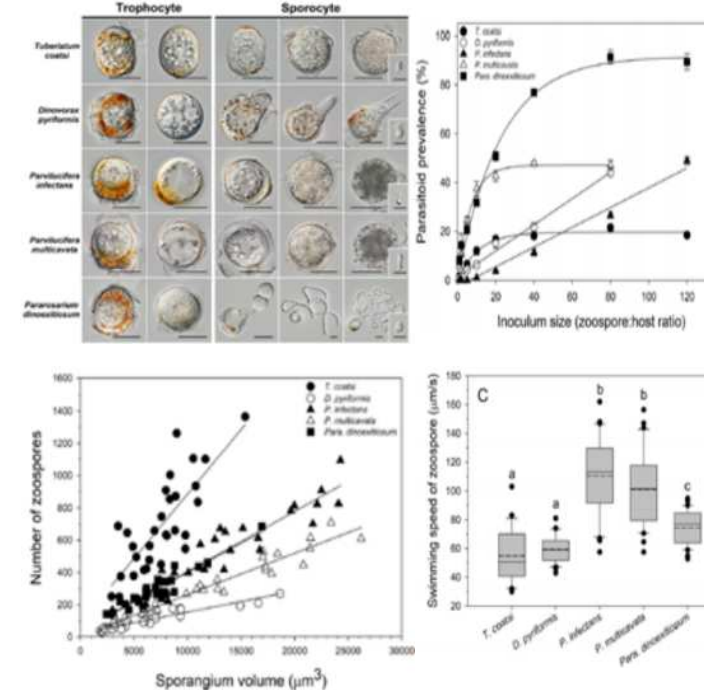 Trophocyte Sporocyte
Tuberlatum
coatsi
Dinovorax
pyriformis
Parvilucifera
infectans
Parvilucifera
multicavata
Pararosarium
dinoexitiosum
Parasitoid prevalence (%)
100
80
60
40
20
0
T. coatsi
D. pyriformis
P. infectans
P. multicavata
Para. dinoexitiosum
0 20 40 60 80 100 120
Inoculum size (zoospore:host ratio)
Number of zoospores
1600
1400
1200
1000
800
600
400
200
0
T. coatsi
D. pyriformis
P. infectans
P. multicavata
Para. dinoexitiosum
0 5000 10000 15000 20000 25000 30000
Sporangium volume (μm³)
C
Swimming speed of zoospore (μm/s)
180
160
140
120
100
80
60
40
20
a
a
b
b
c
T. coatsi
D. pyriformis
P. infectans
P. multicavata
Para. dinoexitiosum